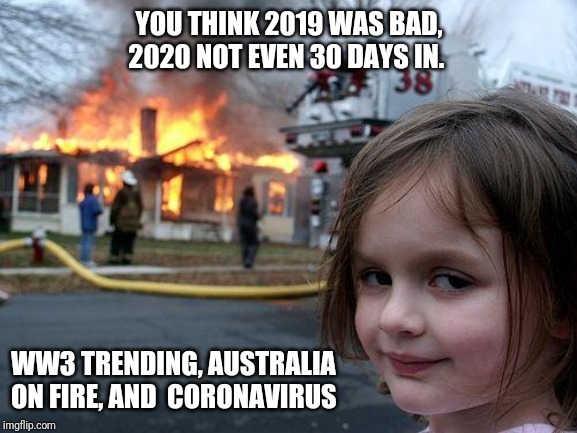 YOU THINK 2019 WAS BAD,
2020 NOT EVEN 30 DAYS IN.
38
WW3 TRENDING, AUSTRALIA
ON FIRE, AND  CORONAVIRUS
imgflip.com